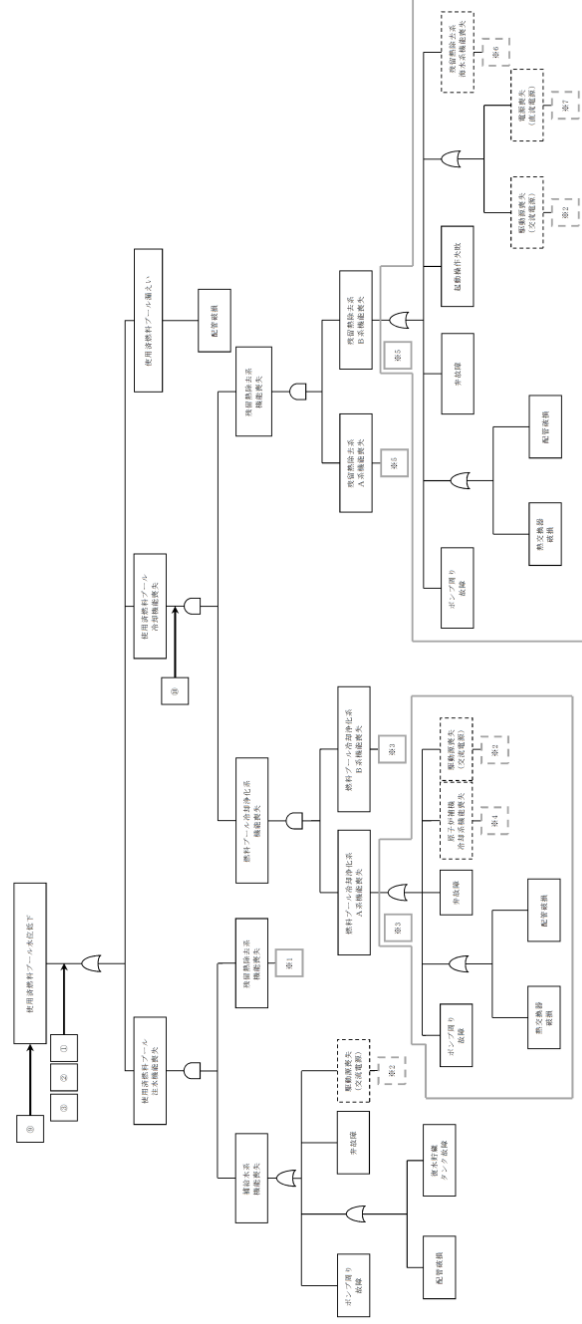 使用済燃料プール水位低下
⑨
①
②
③
使用済燃料プール
注水機能喪失
使用済燃料プール
冷却機能喪失
使用済燃料プール漏えい
配管破損
⑩
補給水系
機能喪失
残留熱除去系
機能喪失
※1
燃料プール冷却浄化系
機能喪失
残留熱除去系
機能喪失
ポンプ周り
故障
弁故障
駆動源喪失
(交流電源)
※2
配管破損
復水貯蔵
タンク故障
燃料プール冷却浄化系
A系機能喪失
※3
燃料プール冷却浄化系
B系機能喪失
※3
ポンプ周り
故障
弁故障
原子炉補機
冷却系機能喪失
※4
駆動源喪失
(交流電源)
※2
熱交換器
破損
配管破損
残留熱除去系
A系機能喪失
※5
残留熱除去系
B系機能喪失
※5
ポンプ周り
故障
弁故障
起動操作失敗
残留熱除去系
海水系機能喪失
※6
熱交換器
破損
配管破損
駆動源喪失
(交流電源)
※2
電源喪失
(直流電源)
※7